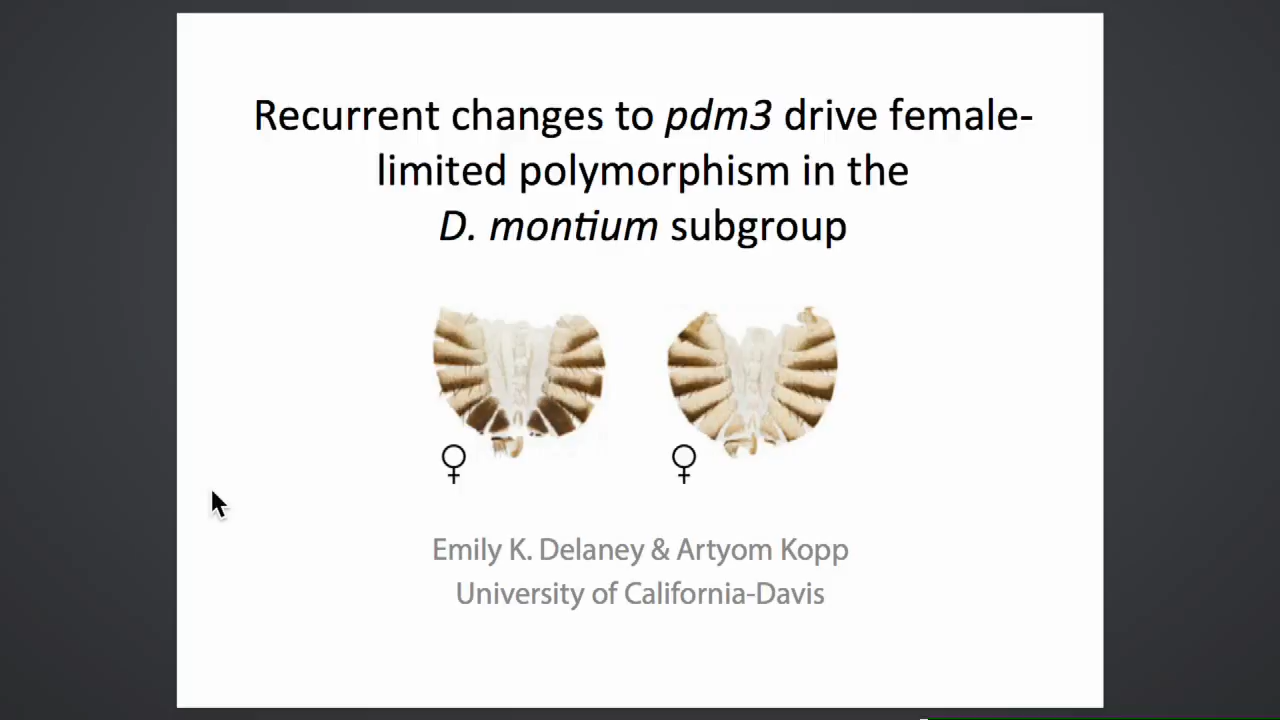 Recurrent changes to pdm3 drive female-
limited polymorphism in the
D. montium subgroup
♀ ♀
Emily K. Delaney & Artyom Kopp
University of California-Davis